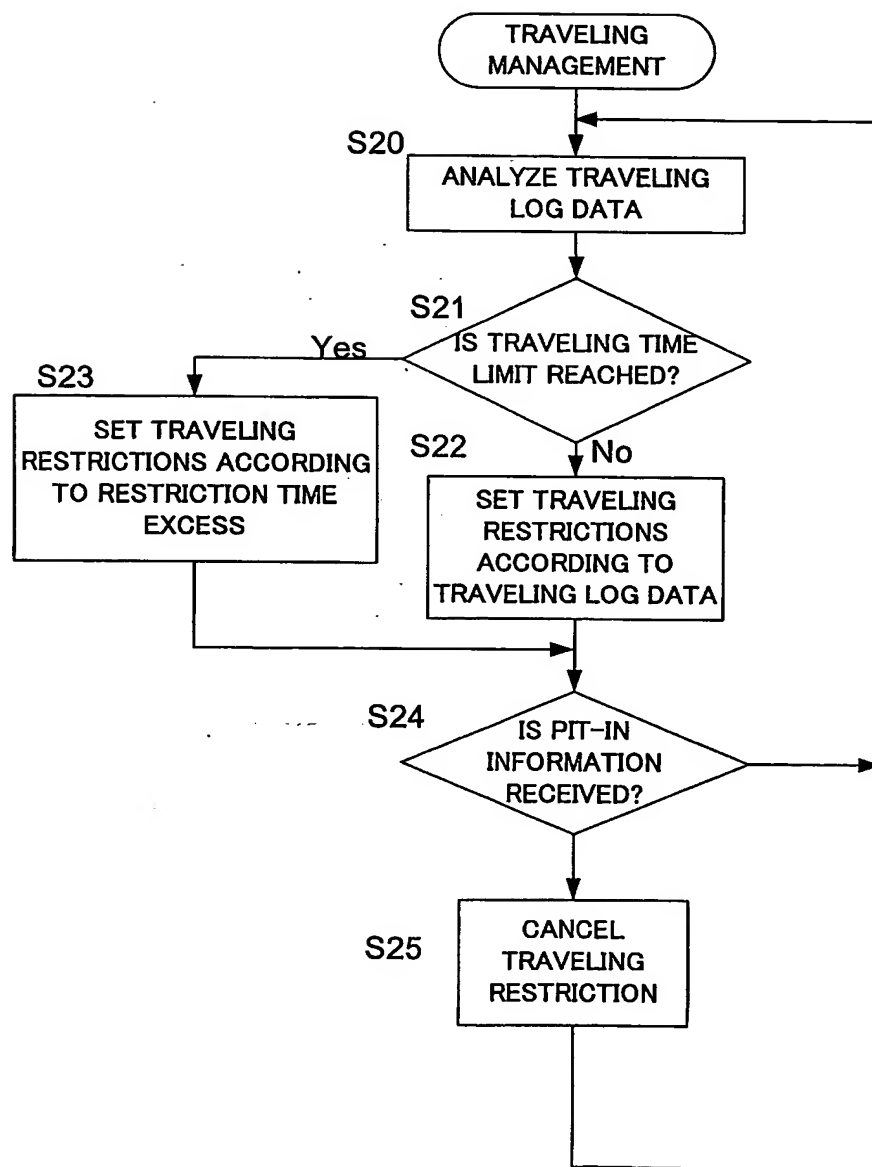 TRAVELING
MANAGEMENT
S20
ANALYZE TRAVELING
LOG DATA
S21
IS TRAVELING TIME
LIMIT REACHED?
Yes
S23
SET TRAVELING
RESTRICTIONS ACCORDING
TO RESTRICTION TIME
EXCESS
No
S22
SET TRAVELING
RESTRICTIONS
ACCORDING TO
TRAVELING LOG DATA
S24
IS PIT-IN
INFORMATION
RECEIVED?
S25
CANCEL
TRAVELING
RESTRICTION